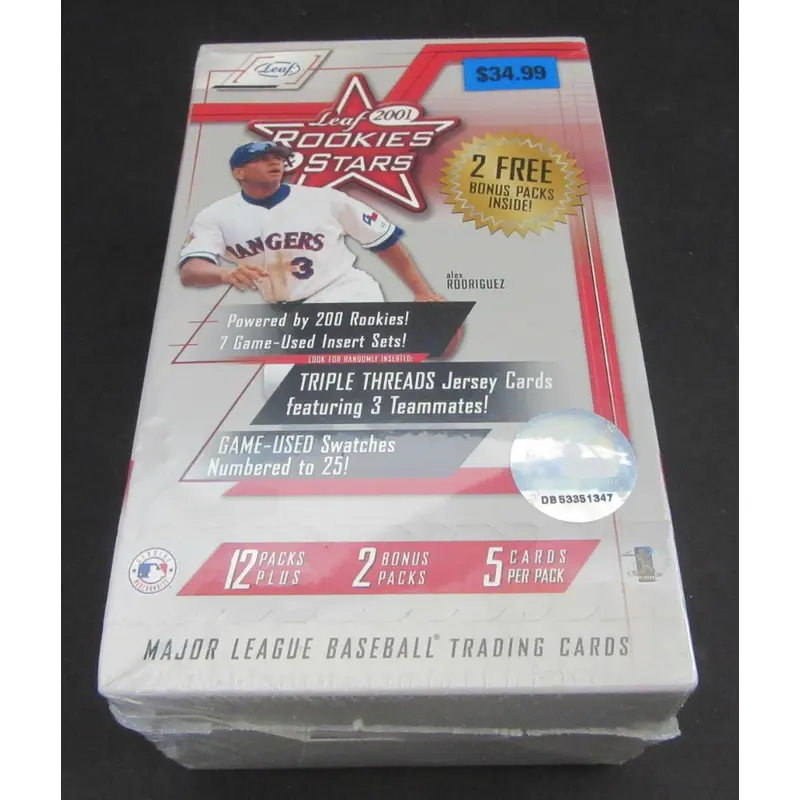 Leaf
$34.99
Leaf 2001
ROOKIES
& STARS
2 FREE
BONUS PACKS
INSIDE!
RANGERS
3
alex
RODRIGUEZ
Powered by 200 Rookies!
7 Game-Used Insert Sets!
LOOK FOR RANDOMLY INSERTED:
TRIPLE THREADS Jersey Cards
featuring 3 Teammates!
GAME-USED Swatches
Numbered to 25!
DB 53351347
12 PACKS PLUS
2 BONUS PACKS
5 CARDS PER PACK
GENUINE MERCHANDISE
MAJOR LEAGUE BASEBALL® TRADING CARDS